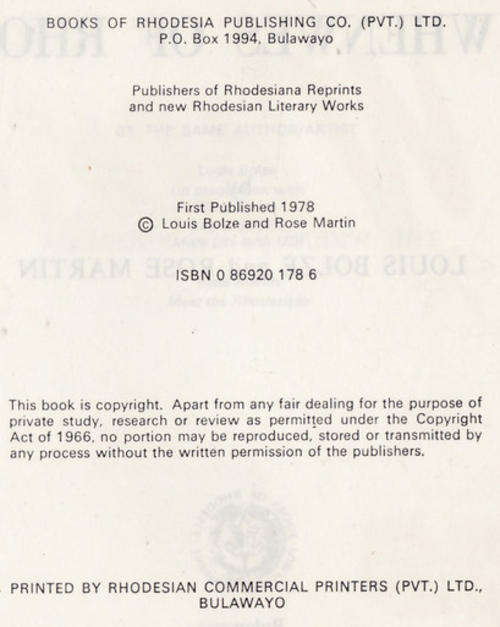 BOOKS OF RHODESIA PUBLISHING CO. (PVT.) LTD.
P.O. Box 1994, Bulawayo
Publishers of Rhodesiana Reprints
and new Rhodesian Literary Works
First Published 1978
© Louis Bolze and Rose Martin
ISBN 0 86920 178 6
This book is copyright. Apart from any fair dealing for the purpose of
private study, research or review as permitted under the Copyright
Act of 1966, no portion may be reproduced, stored or transmitted by
any process without the written permission of the publishers.
PRINTED BY RHODESIAN COMMERCIAL PRINTERS (PVT.) LTD.,
BULAWAYO